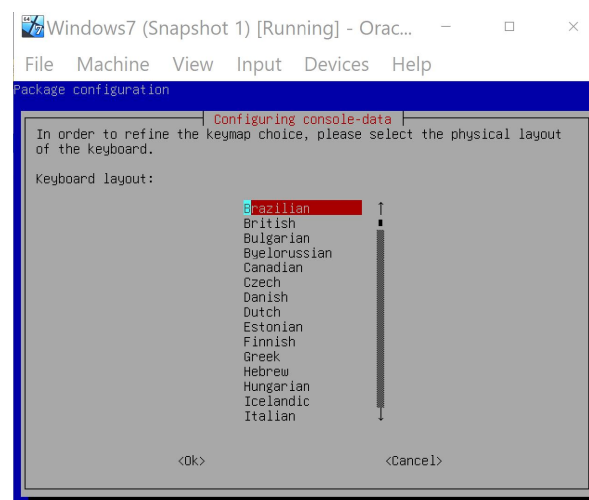 Windows7 (Snapshot 1) [Running] - Orac...
File Machine View Input Devices Help
Package configuration
Configuring console-data
In order to refine the keymap choice, please select the physical layout
of the keyboard.
Keyboard layout:
Brazilian
British
Bulgarian
Byelorussian
Canadian
Czech
Danish
Dutch
Estonian
Finnish
Greek
Hebrew
Hungarian
Icelandic
Italian
<Ok> <Cancel>